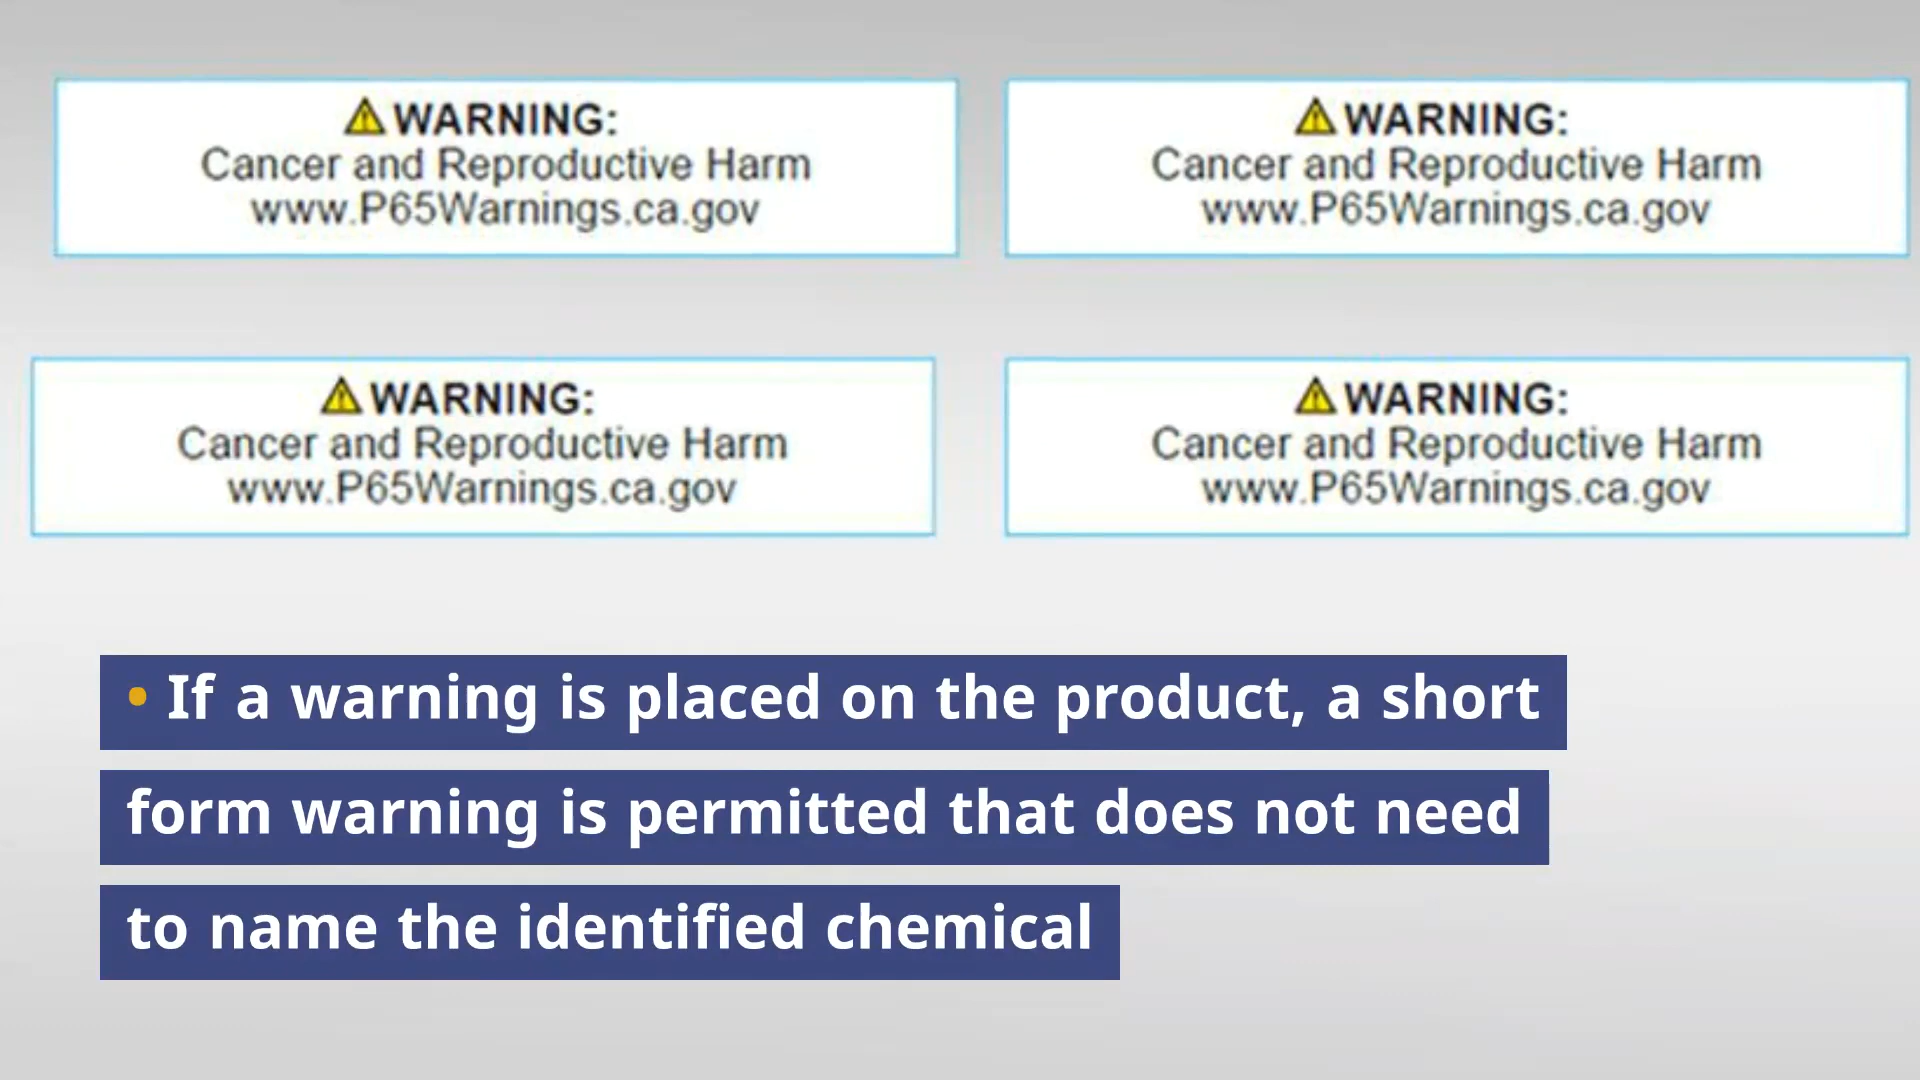 WARNING:
Cancer and Reproductive Harm
www.P65Warnings.ca.gov
WARNING:
Cancer and Reproductive Harm
www.P65Warnings.ca.gov
WARNING:
Cancer and Reproductive Harm
www.P65Warnings.ca.gov
WARNING:
Cancer and Reproductive Harm
www.P65Warnings.ca.gov
• If a warning is placed on the product, a short
form warning is permitted that does not need
to name the identified chemical